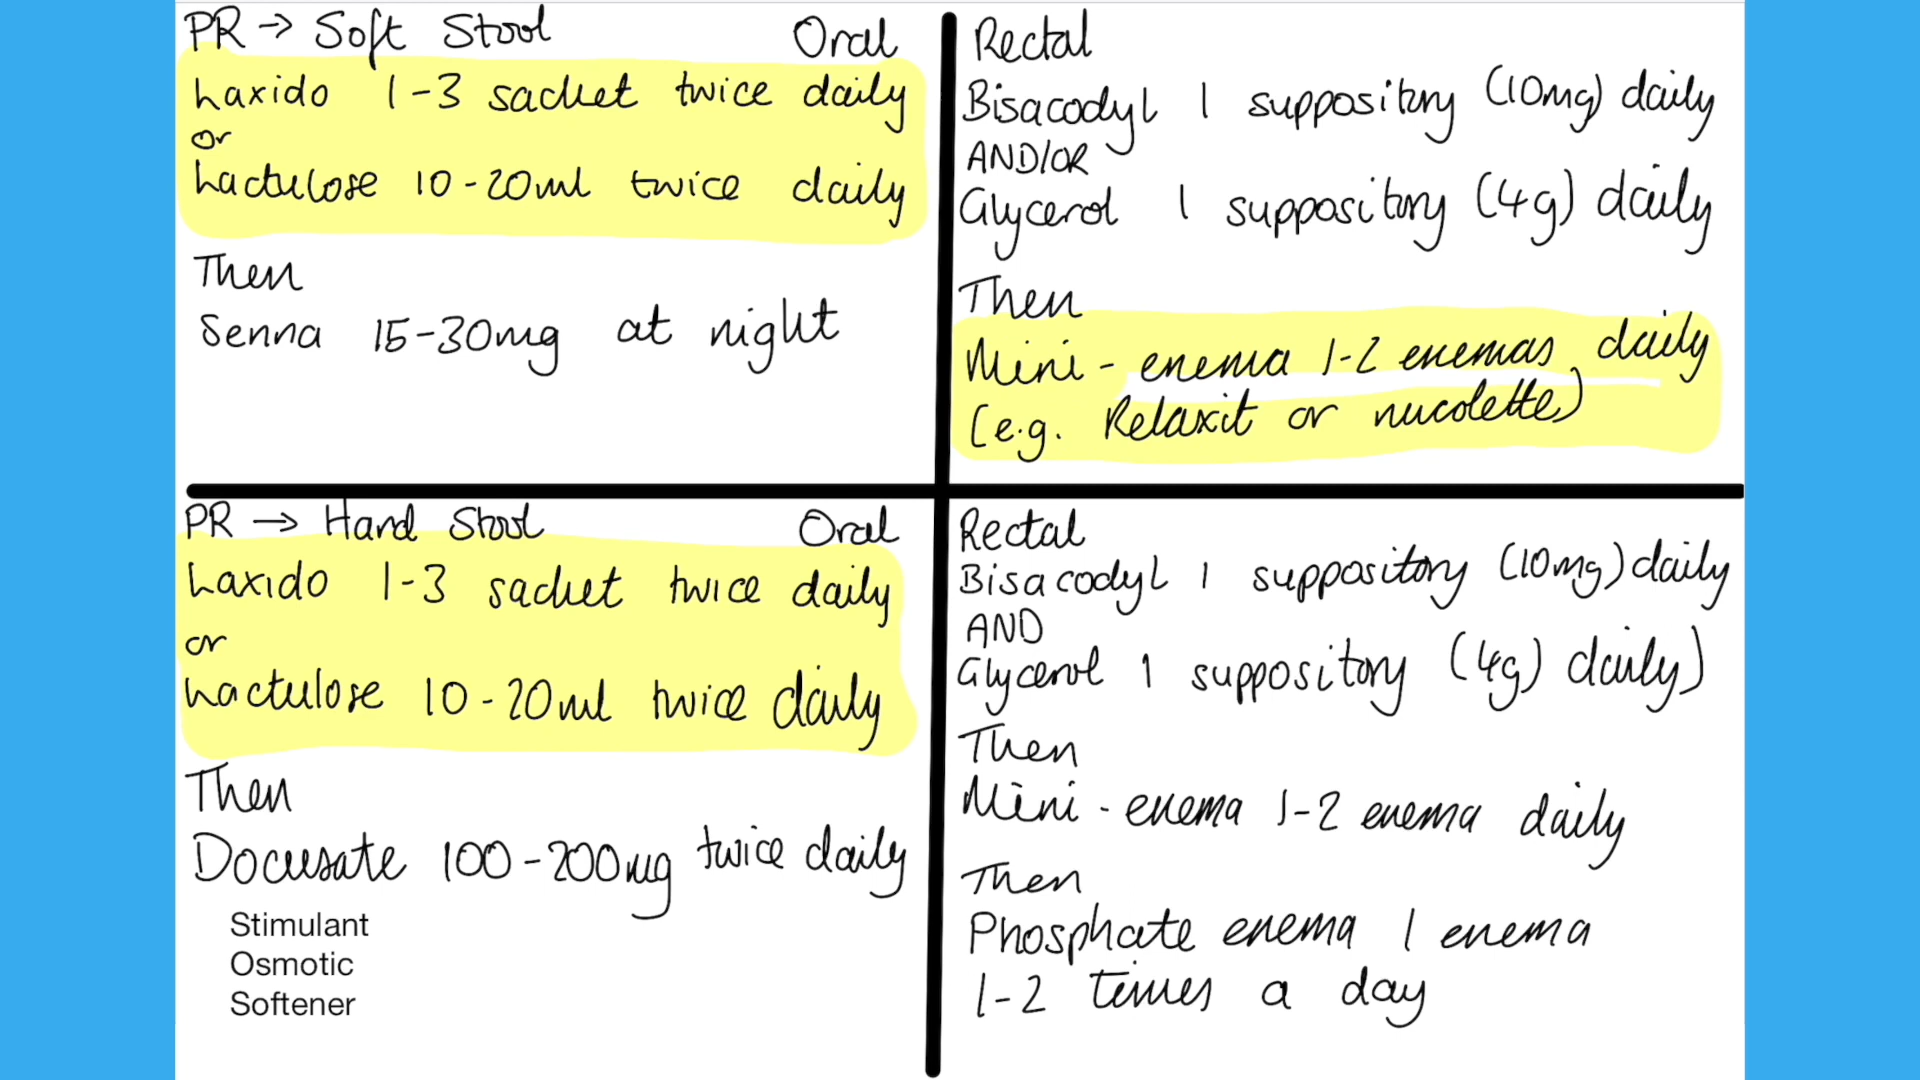 PR → Soft Stool Oral
Laxido 1-3 sachet twice daily
or
Lactulose 10-20ml twice daily
Then
Senna 15-30mg at night
Rectal
Bisacodyl 1 suppository (10mg) daily
AND/OR
Glycerol 1 suppository (4g) daily
Then
Mini-enema 1-2 enemas daily
(e.g. Relaxit or nucolette)
PR → Hard Stool Oral
Laxido 1-3 sachet twice daily
or
Lactulose 10-20ml twice daily
Then
Docusate 100-200mg twice daily
Stimulant
Osmotic
Softener
Rectal
Bisacodyl 1 suppository (10mg) daily
AND
Glycerol 1 suppository (4g) daily)
Then
Mini-enema 1-2 enema daily
Then
Phosphate enema 1 enema
1-2 times a day